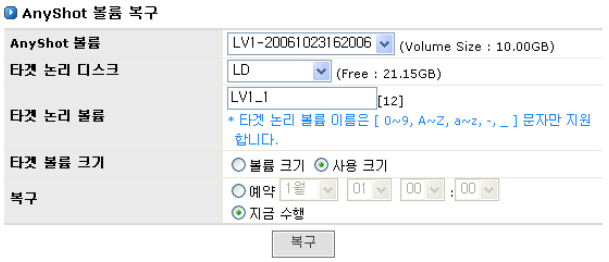 AnyShot 볼륨 복구
AnyShot 볼륨 LV1-20061023162006 (Volume Size : 10.00GB)
타겟 논리 디스크 LD (Free : 21.15GB)
타겟 논리 볼륨 LV1_1 [12]
* 타겟 논리 볼륨 이름은 [ 0~9, A~Z, a~z, -, _ ] 문자만 지원
합니다.
타겟 볼륨 크기 볼륨 크기 사용 크기
복구 예약 1월 01 00 : 00
지금 수행
복구